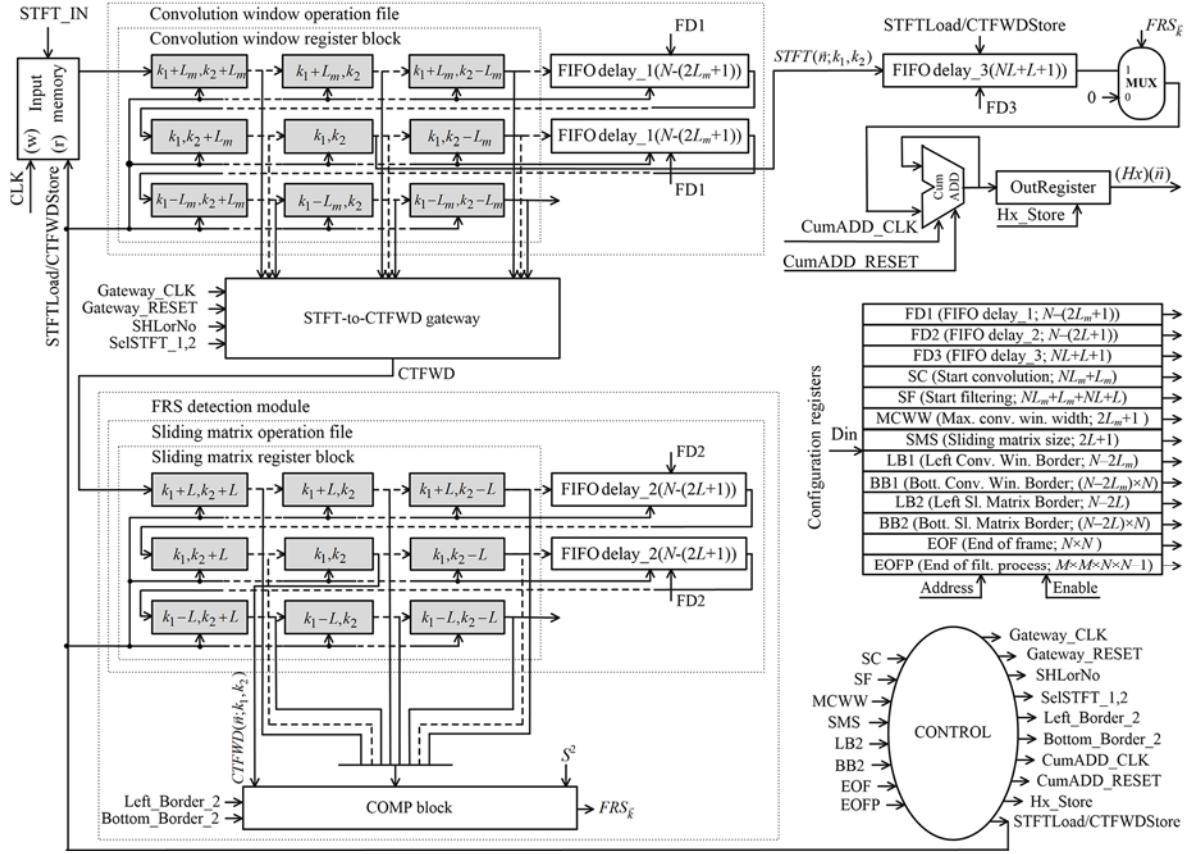 STFT_IN
Input memory
(w)
(r)
CLK
STFTLoad/CTFWDStore
Convolution window operation file
Convolution window register block
k₁+Lₘ,k₂+Lₘ
k₁+Lₘ,k₂
k₁+Lₘ,k₂−Lₘ
FD1
FIFO delay_1(N-(2Lₘ+1))
k₁,k₂+Lₘ
k₁,k₂
k₁,k₂−Lₘ
FIFO delay_1(N-(2Lₘ+1))
FD1
k₁−Lₘ,k₂+Lₘ
k₁−Lₘ,k₂
k₁−Lₘ,k₂−Lₘ
Gateway_CLK
Gateway_RESET
SHLorNo
SelSTFT_1,2
STFT-to-CTFWD gateway
CTFWD
STFT(n⃗;k₁,k₂)
STFTLoad/CTFWDStore
FIFO delay_3(NL+L+1)
FD3
FRS_k⃗
1
MUX
0
0
Cum ADD
OutRegister
(Hx)(n⃗)
Hx_Store
CumADD_CLK
CumADD_RESET
FRS detection module
Sliding matrix operation file
Sliding matrix register block
k₁+L,k₂+L
k₁+L,k₂
k₁+L,k₂−L
FD2
FIFO delay_2(N-(2L+1))
k₁,k₂+L
k₁,k₂
k₁,k₂−L
FIFO delay_2(N-(2L+1))
FD2
k₁−L,k₂+L
k₁−L,k₂
k₁−L,k₂−L
CTFWD(n⃗;k₁,k₂)
S²
Left_Border_2
Bottom_Border_2
COMP block
FRS_k⃗
Configuration registers
Din
FD1 (FIFO delay_1; N–(2Lₘ+1))
FD2 (FIFO delay_2; N–(2L+1))
FD3 (FIFO delay_3; NL+L+1)
SC (Start convolution; NLₘ+Lₘ)
SF (Start filtering; NLₘ+Lₘ+NL+L)
MCWW (Max. conv. win. width; 2Lₘ+1 )
SMS (Sliding matrix size; 2L+1)
LB1 (Left Conv. Win. Border; N–2Lₘ)
BB1 (Bott. Conv. Win. Border; (N–2Lₘ)×N)
LB2 (Left Sl. Matrix Border; N–2L)
BB2 (Bott. Sl. Matrix Border; (N–2L)×N)
EOF (End of frame; N×N )
EOFP (End of filt. process; M×M×N×N–1)
Address
Enable
SC
SF
MCWW
SMS
LB2
BB2
EOF
EOFP
CONTROL
Gateway_CLK
Gateway_RESET
SHLorNo
SelSTFT_1,2
Left_Border_2
Bottom_Border_2
CumADD_CLK
CumADD_RESET
Hx_Store
STFTLoad/CTFWDStore